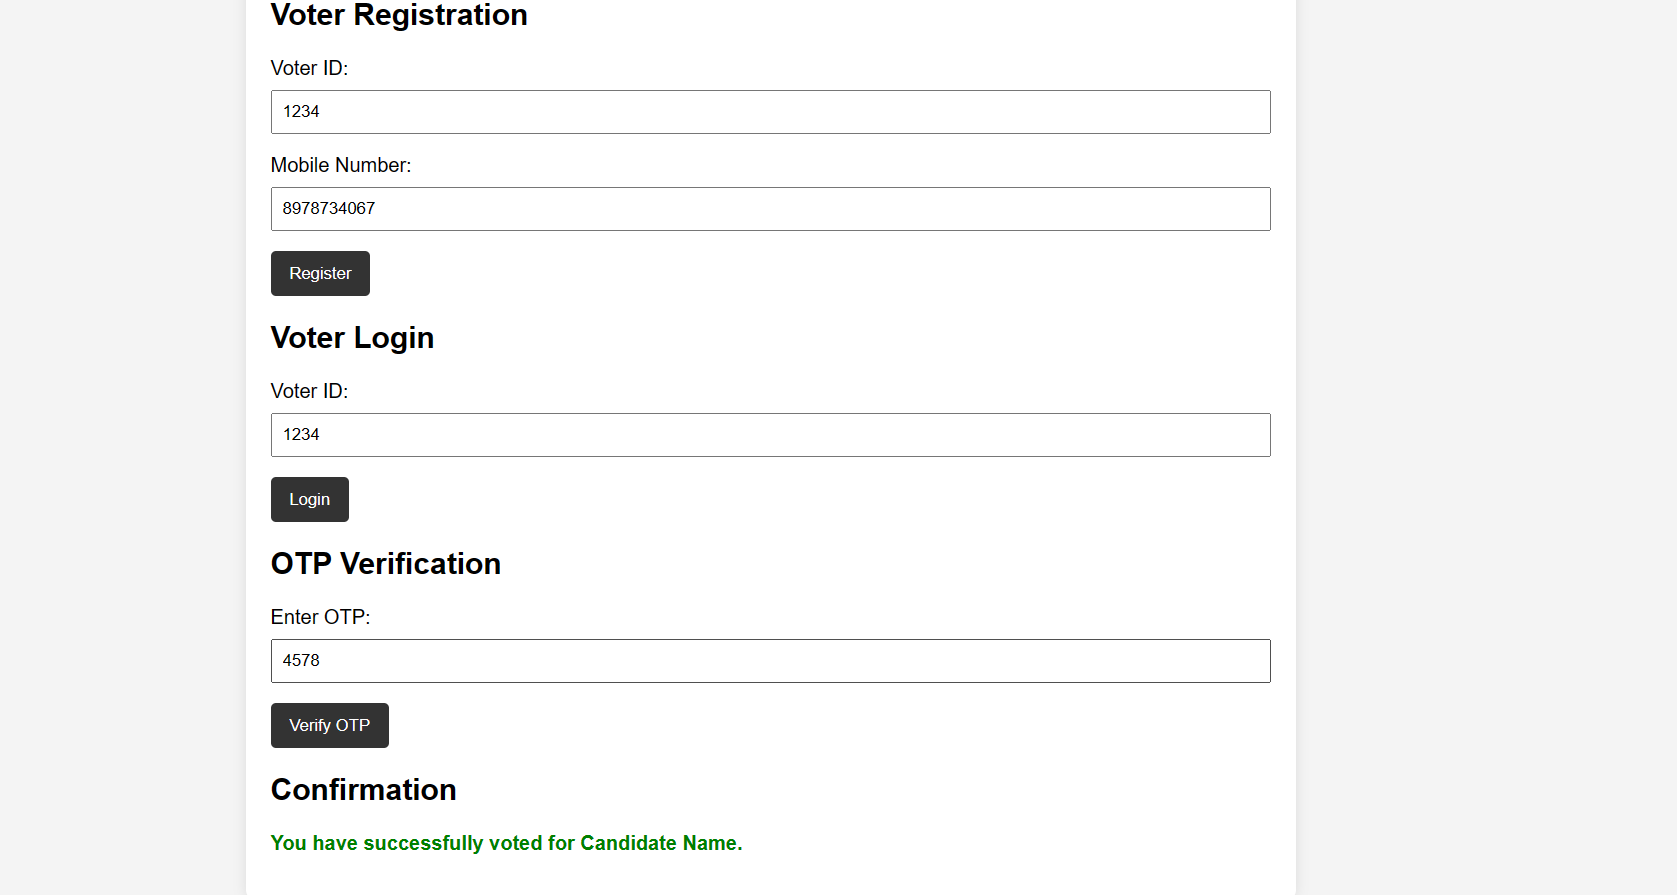 Voter Registration
Voter ID:
1234
Mobile Number:
8978734067
Register
Voter Login
Voter ID:
1234
Login
OTP Verification
Enter OTP:
4578
Verify OTP
Confirmation
You have successfully voted for Candidate Name.